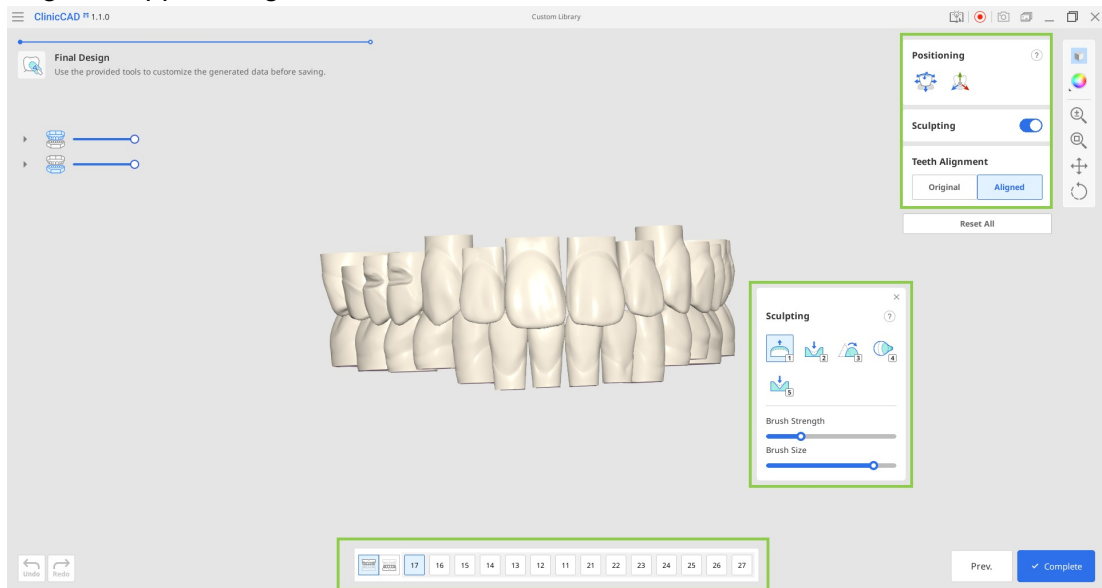 ClinicCAD 1.1.0
Custom Library
Final Design
Use the provided tools to customize the generated data before saving.
Positioning
?
Sculpting
Teeth Alignment
Original Aligned
Reset All
Sculpting
?
1 2 3 4
5
Brush Strength
Brush Size
Undo Redo
17 16 15 14 13 12 11 21 22 23 24 25 26 27
Prev. Complete